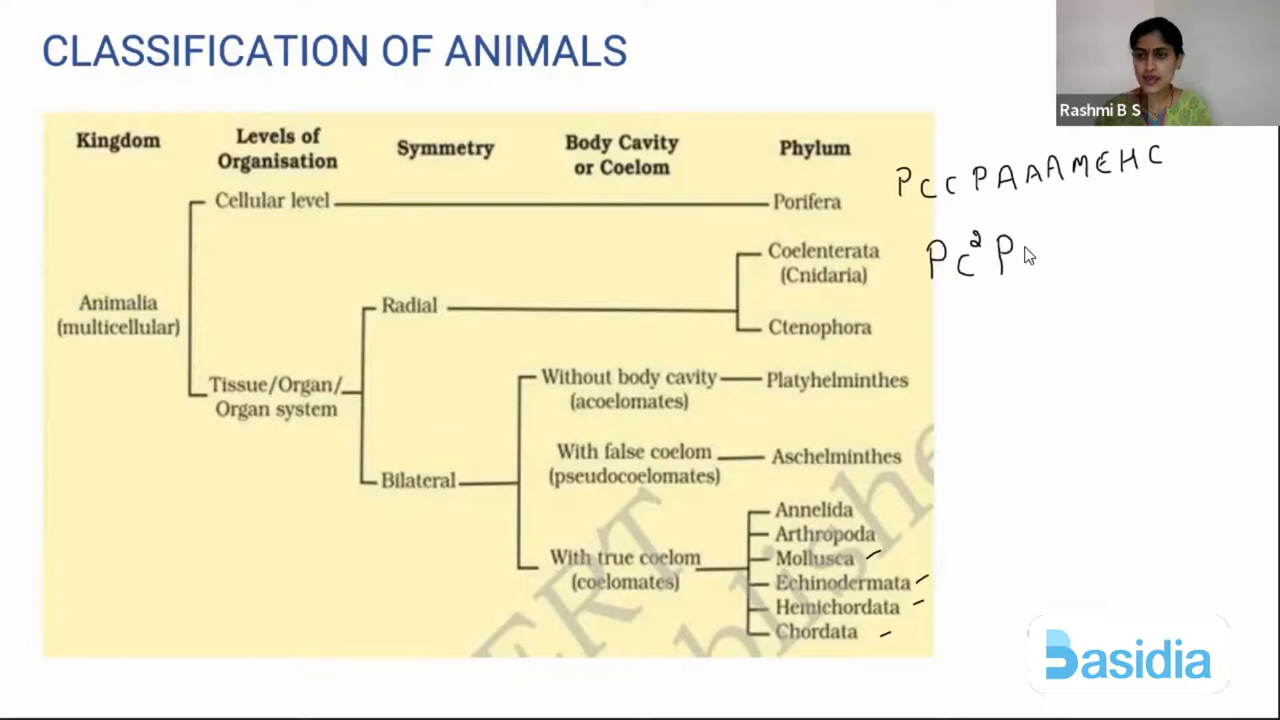 CLASSIFICATION OF ANIMALS
Rashmi B S
Kingdom
Levels of
Organisation
Symmetry
Body Cavity
or Coelom
Phylum
P C C P A A A M E H C
Cellular level
Porifera
PC² P
Coelenterata
(Cnidaria)
Animalia
(multicellular)
Radial
Ctenophora
Tissue/Organ/
Organ system
Without body cavity
(acoelomates)
Platyhelminthes
With false coelom
(pseudocoelomates)
Aschelminthes
Bilateral
With true coelom
(coelomates)
Annelida
Arthropoda
Mollusca
Echinodermata
Hemichordata
Chordata
Basidia